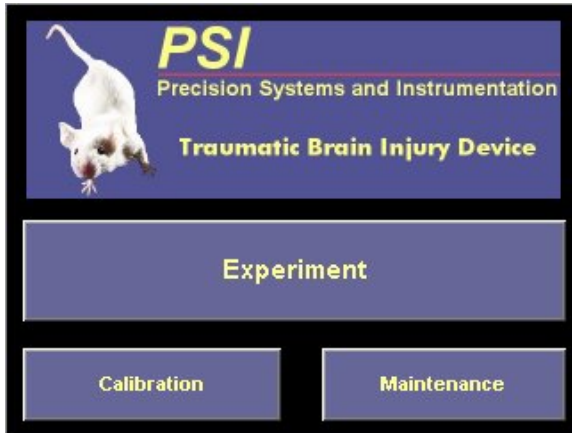 PSI
Precision Systems and Instrumentation
Traumatic Brain Injury Device
Experiment
Calibration
Maintenance